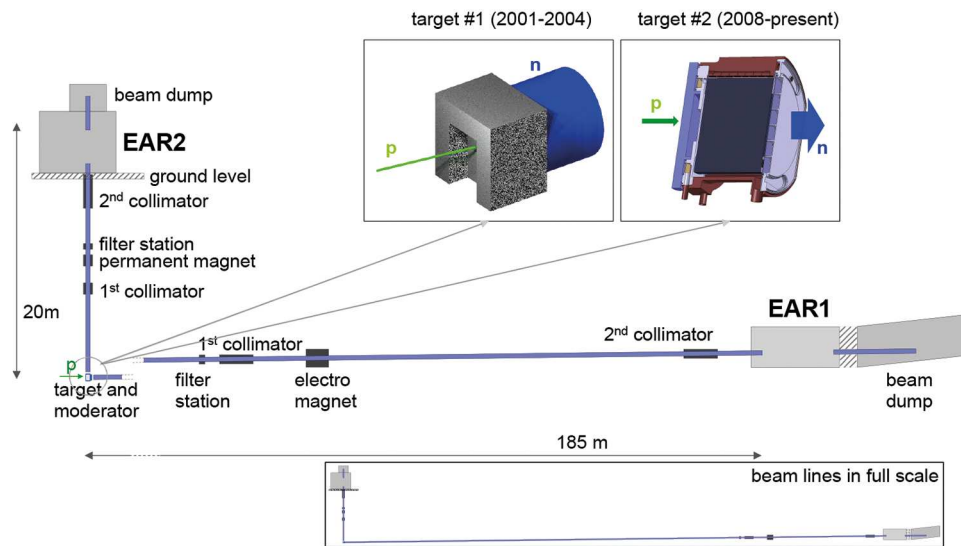 target #1 (2001-2004)
target #2 (2008-present)
n
p
p
n
beam dump
EAR2
ground level
2nd collimator
filter station
permanent magnet
1st collimator
20m
p
target and
moderator
1st collimator
filter
station
electro
magnet
2nd collimator
EAR1
beam
dump
185 m
beam lines in full scale